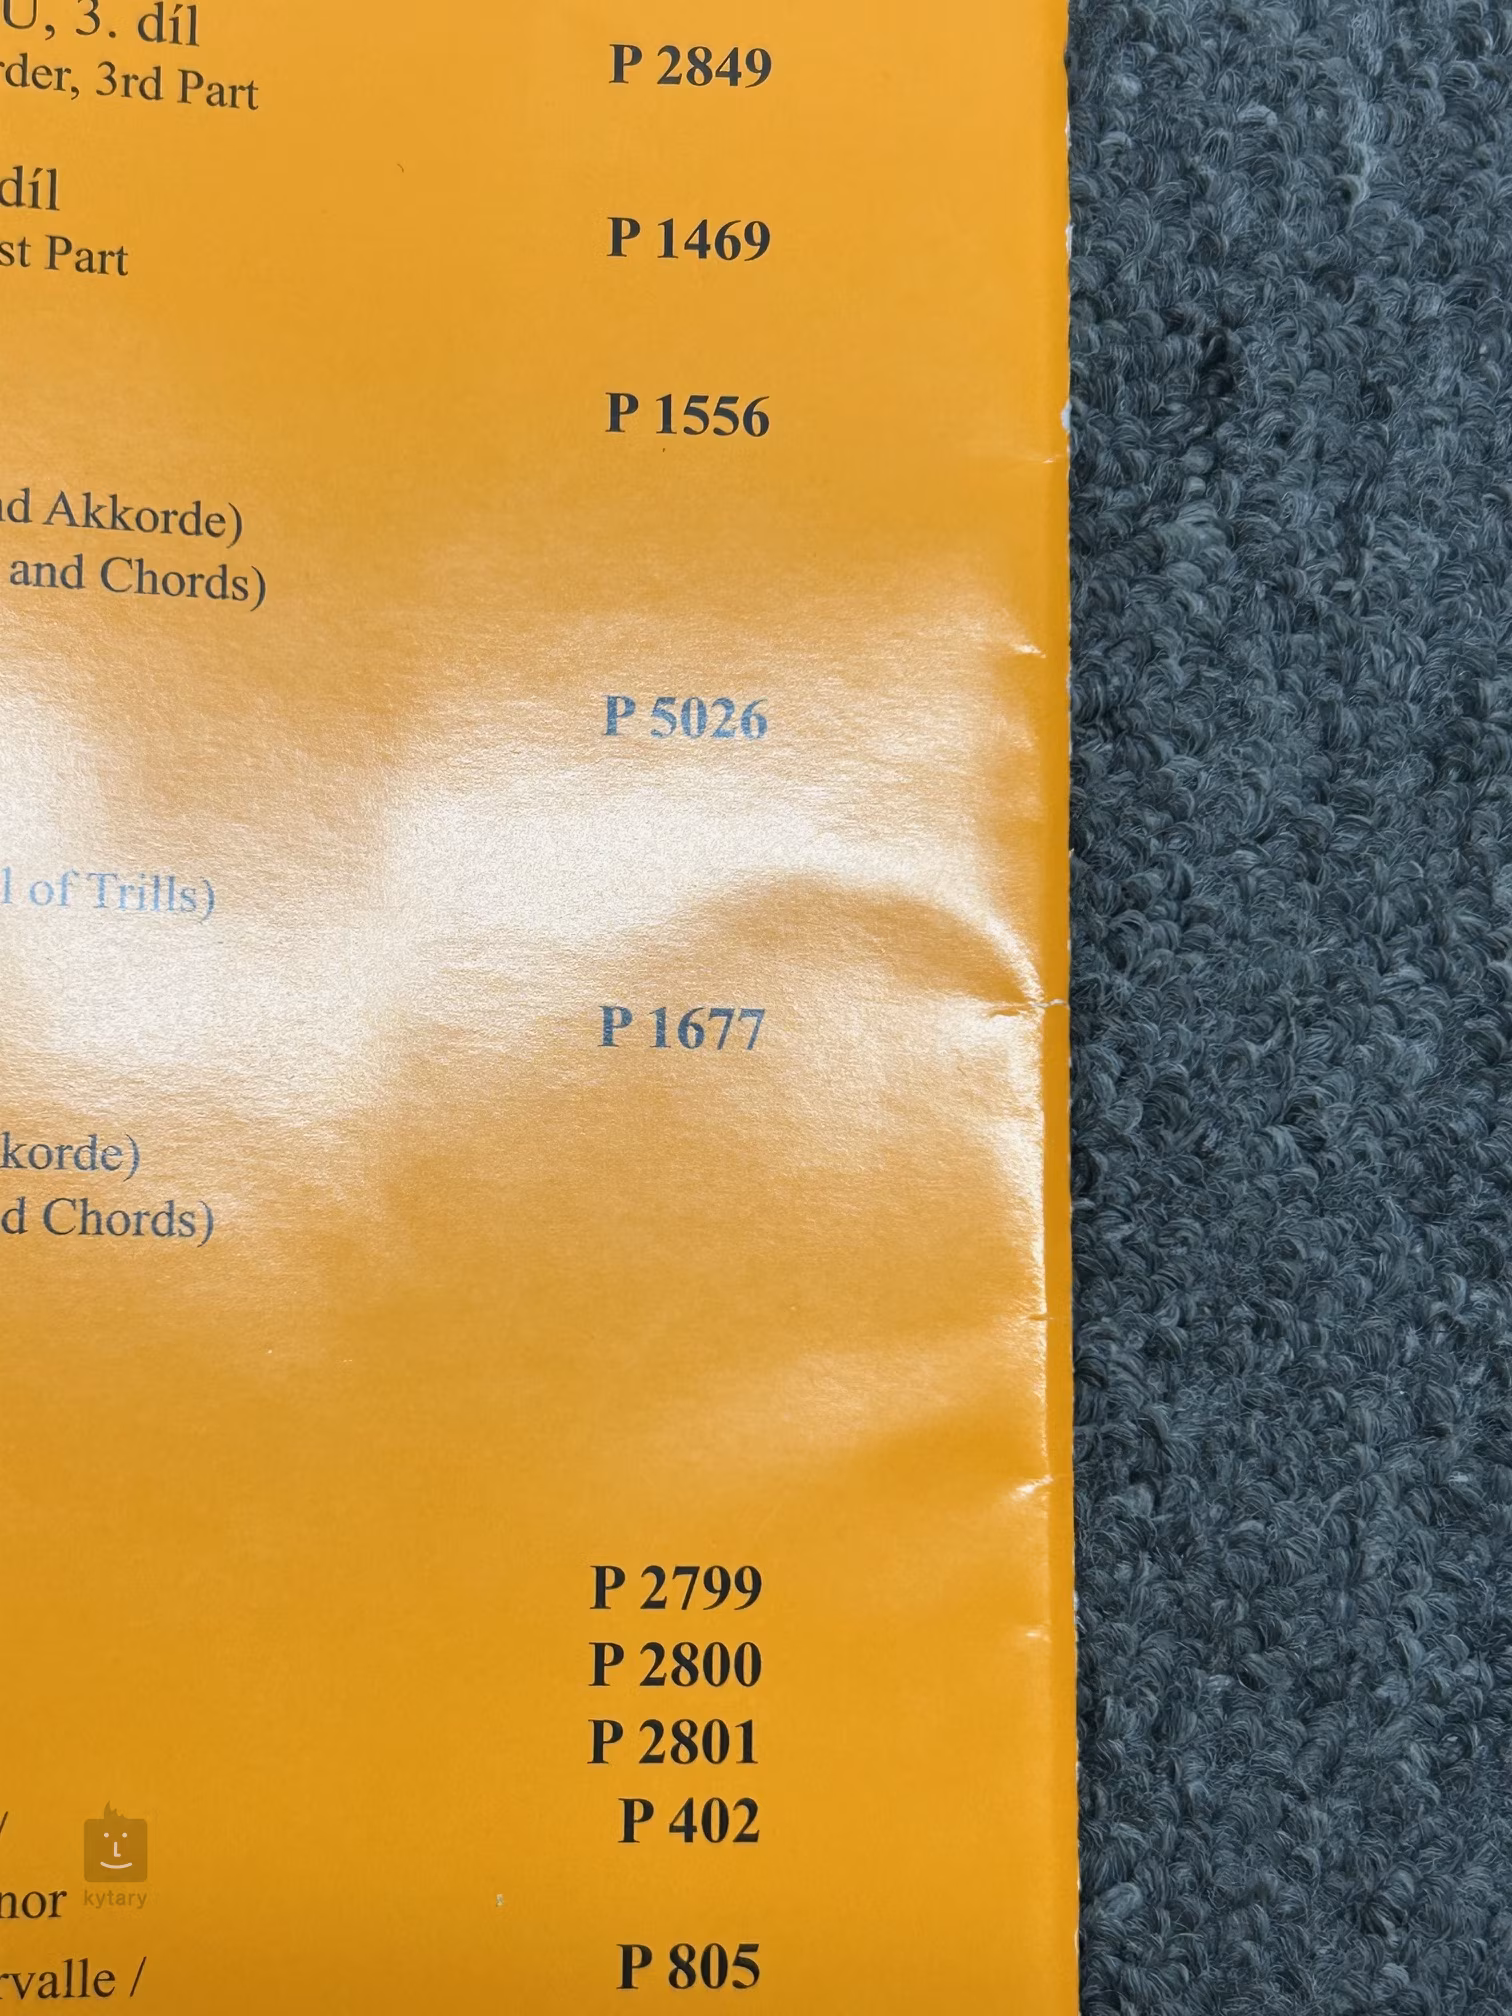 U, 3. díl
P 2849
rder, 3rd Part
díl
P 1469
st Part
P 1556
nd Akkorde)
and Chords)
P 5026
l of Trills)
P 1677
korde)
d Chords)
P 2799
P 2800
P 2801
/
P 402
nor
kytary
rvalle /
P 805